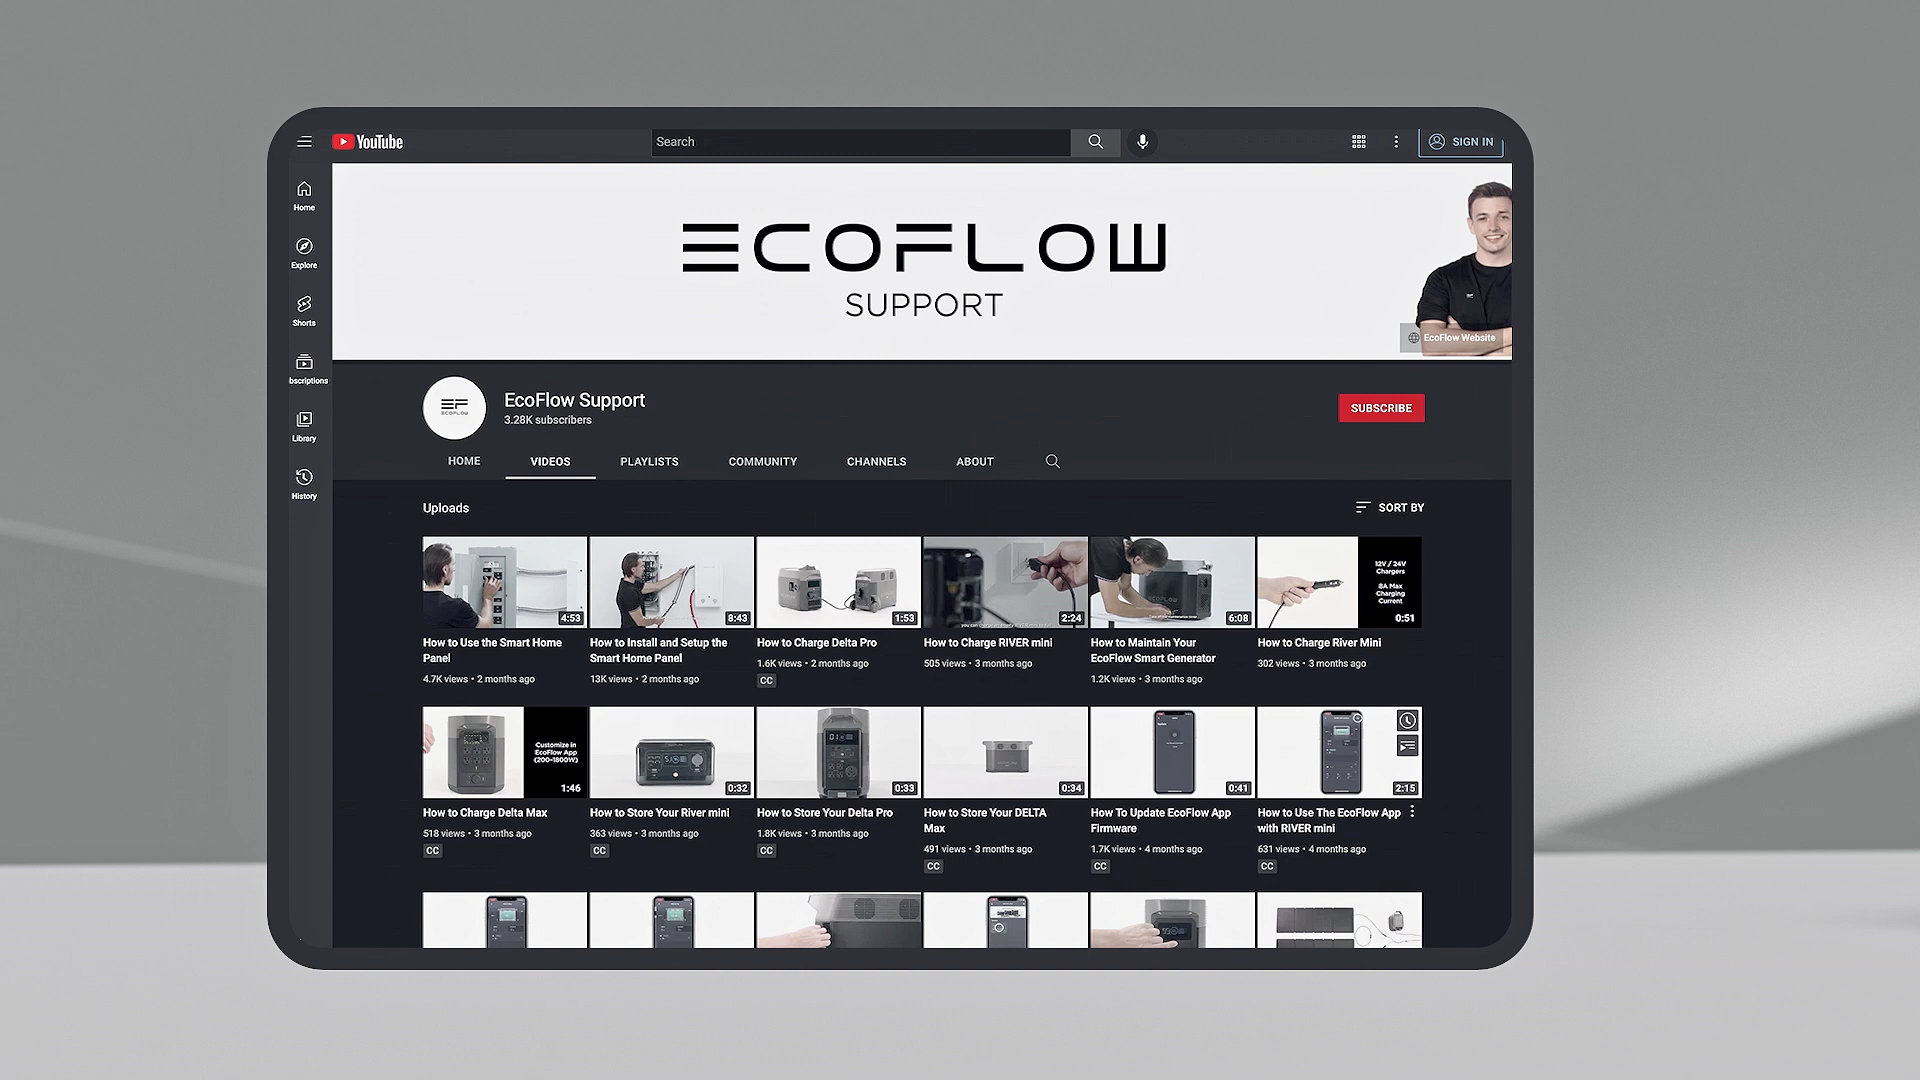 YouTube
Search
SIGN IN
Home
Explore
Shorts
bscriptions
Library
History
ECOFLOW
SUPPORT
EcoFlow Website
EF
ECOFLOW
EcoFlow Support
3.28K subscribers
SUBSCRIBE
HOME VIDEOS PLAYLISTS COMMUNITY CHANNELS ABOUT
Uploads
SORT BY
4:53
How to Use the Smart Home
Panel
4.7K views • 2 months ago
8:43
How to Install and Setup the
Smart Home Panel
13K views • 2 months ago
1:53
How to Charge Delta Pro
1.6K views • 2 months ago
CC
2:24
How to Charge RIVER mini
505 views • 3 months ago
6:08
How to Maintain Your
EcoFlow Smart Generator
1.2K views • 3 months ago
12V / 24V
Chargers
8A Max
Charging
Current
0:51
How to Charge River Mini
302 views • 3 months ago
Customize in
EcoFlow App
(200-1800W)
1:46
How to Charge Delta Max
518 views • 3 months ago
CC
0:32
How to Store Your River mini
363 views • 3 months ago
CC
0:33
How to Store Your Delta Pro
1.8K views • 3 months ago
CC
0:34
How to Store Your DELTA
Max
491 views • 3 months ago
CC
0:41
How To Update EcoFlow App
Firmware
1.7K views • 4 months ago
CC
2:15
How to Use The EcoFlow App
with RIVER mini
631 views • 4 months ago
CC